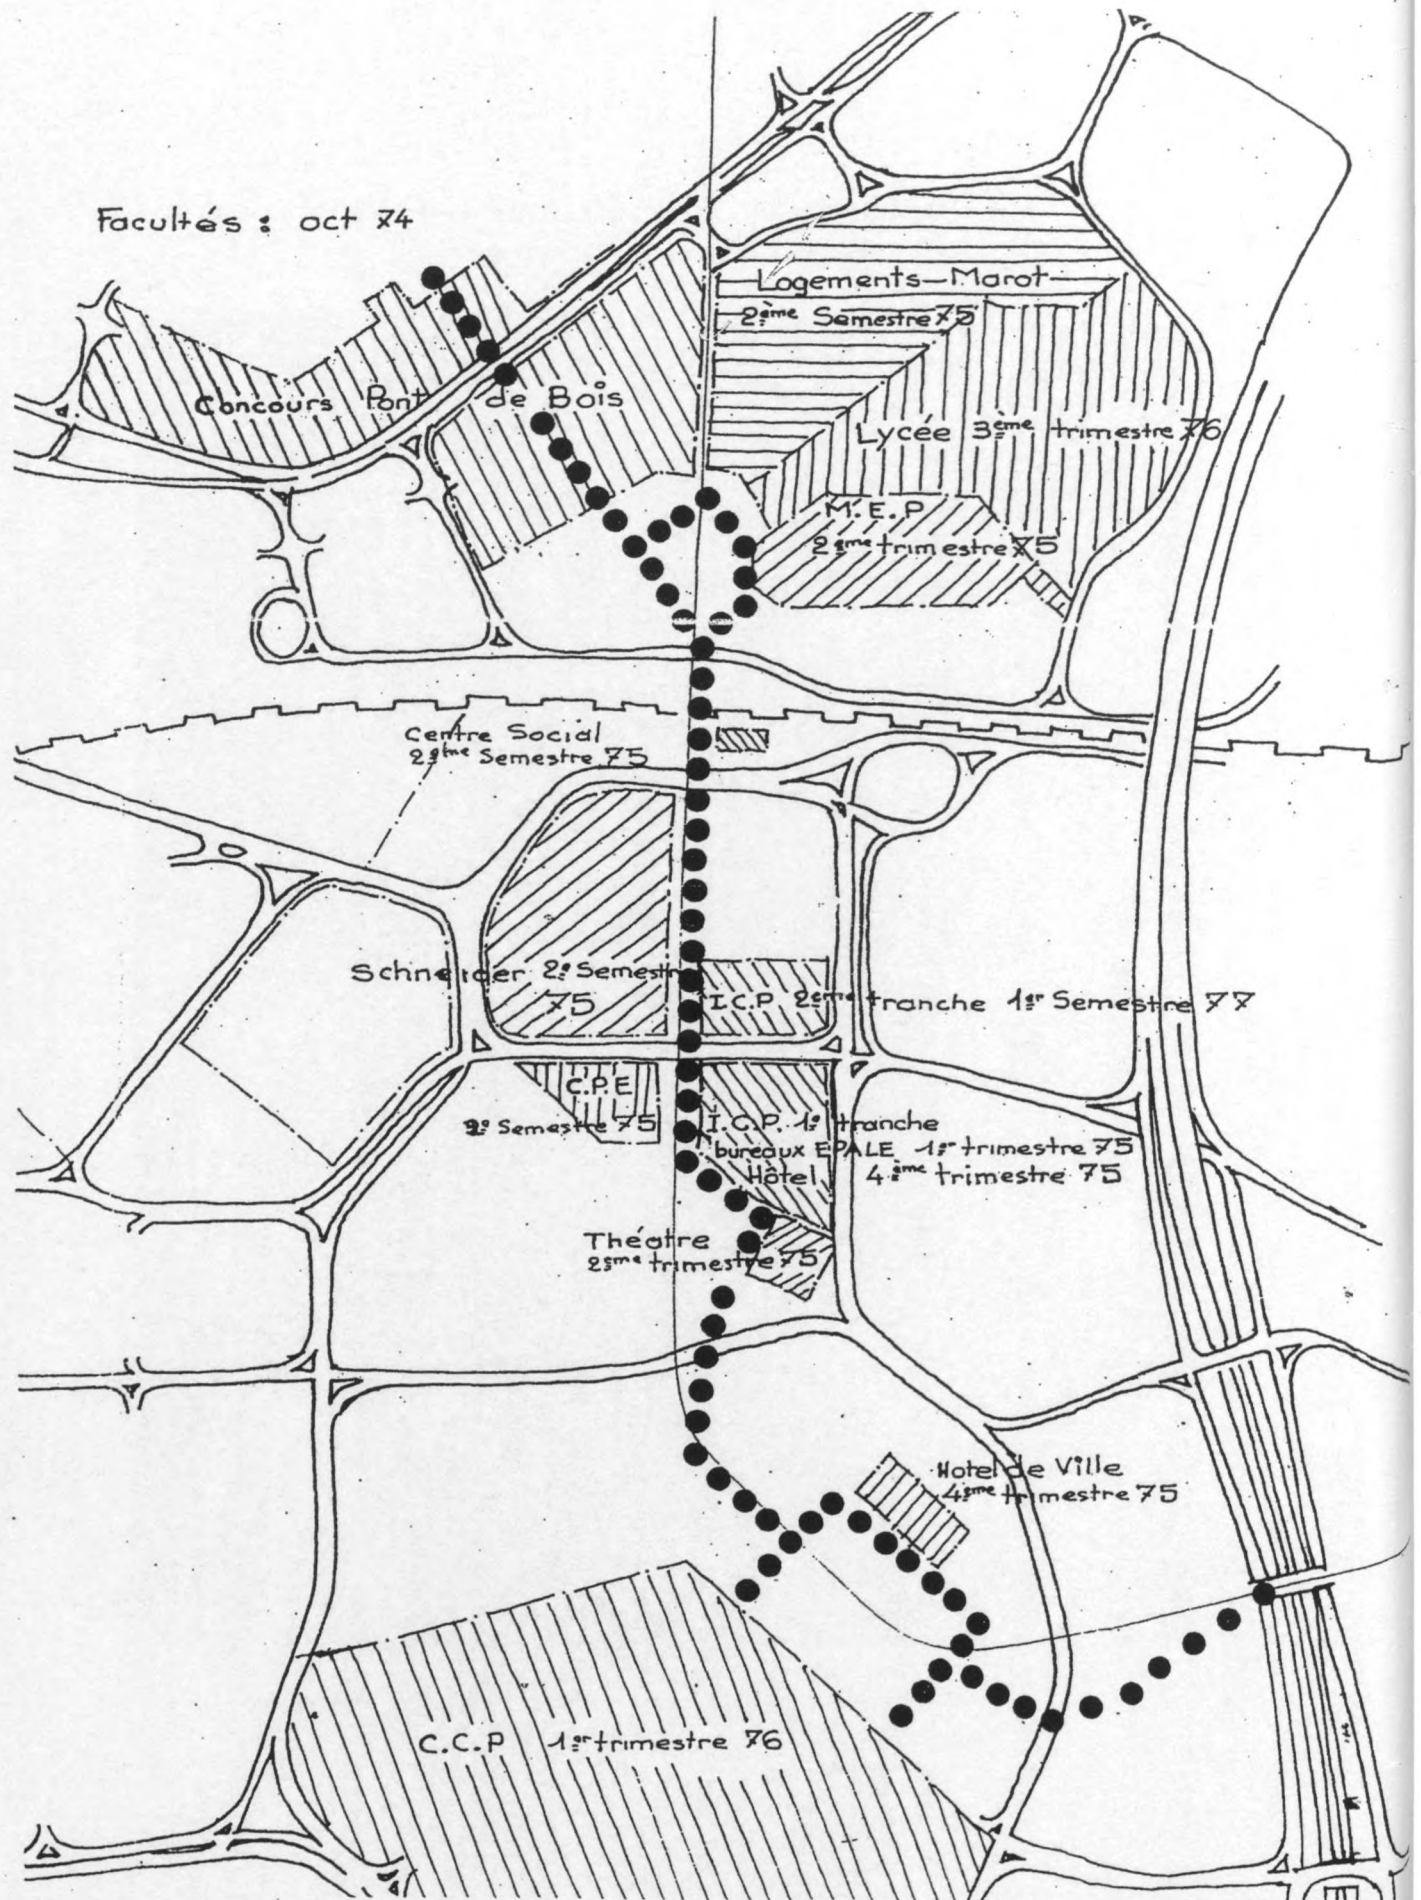 Facultés : oct 74
Logements-Marot
2ème Semestre 75
Concours Pont de Bois
Lycée 3ème trimestre 76
M.E.P
2ème trimestre 75
Centre Social
2ème Semestre 75
Schneider 2e Semestre
75
I.C.P. 2ème tranche 1er Semestre 77
C.P.E
2e Semestre 75
I.C.P. 1e tranche
bureaux EPALE 1er trimestre 75
Hôtel 4ème trimestre 75
Théatre
2ème trimestre 75
Hotel de Ville
4ème trimestre 75
C.C.P 1er trimestre 76